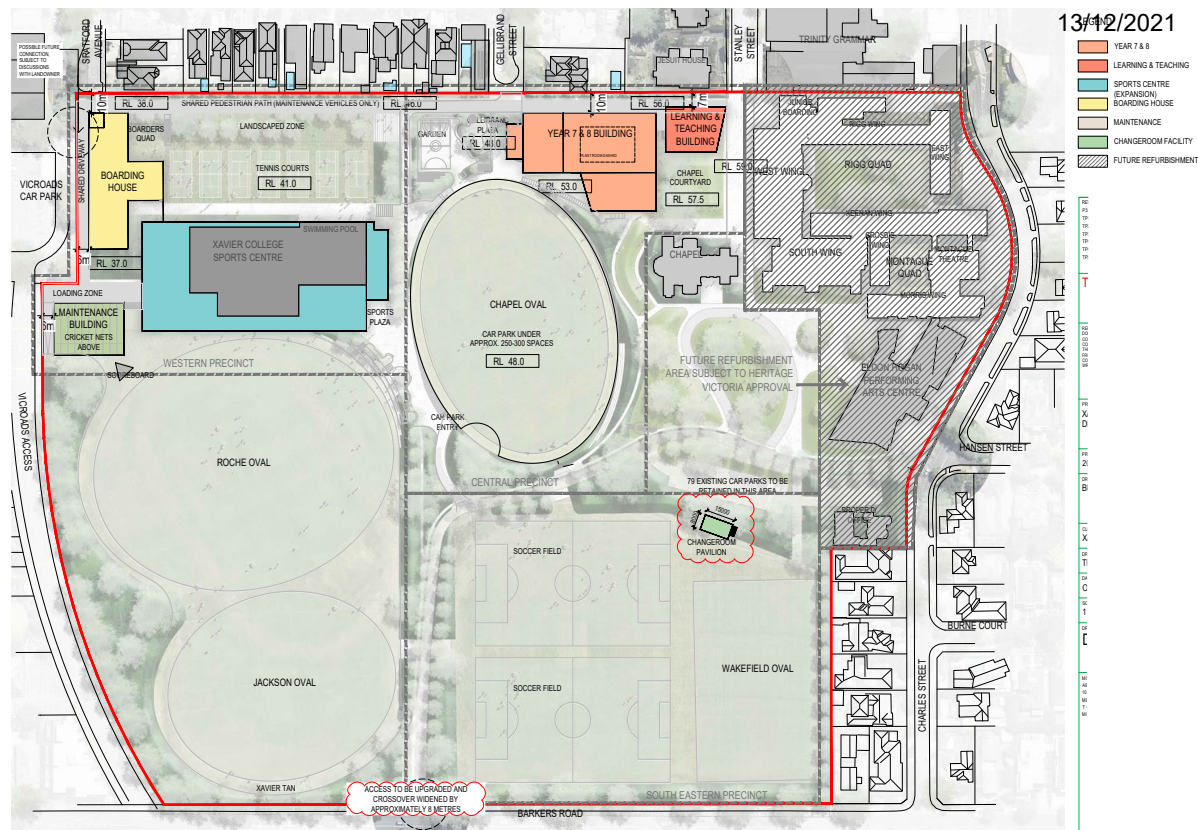 13/12/2021
LEGEND
YEAR 7 & 8
LEARNING & TEACHING
SPORTS CENTRE
(EXPANSION)
BOARDING HOUSE
MAINTENANCE
CHANGEROOM FACILITY
FUTURE REFURBISHMENT
POSSIBLE FUTURE
CONNECTION,
SUBJECT TO
DISCUSSIONS
WITH LANDOWNER
STRATFORD
AVENUE
GELLIBRAND
STREET
STANLEY
STREET
TRINITY GRAMMAR
JESUIT HOUSE
10m
RL 38.0
SHARED PEDESTRIAN PATH (MAINTENANCE VEHICLES ONLY)
RL 46.0
10m
RL 56.0
7m
JUNIOR
BOARDING
RIGG WING
EAST
WING
BOARDERS
QUAD
LANDSCAPED ZONE
GARDEN
PLAZA
RL 48.0
YEAR 7 & 8 BUILDING
LEARNING &
TEACHING
BUILDING
SHARED DRIVEWAY
BOARDING
HOUSE
TENNIS COURTS
RL 41.0
RL 53.0
CHAPEL
COURTYARD
RL 57.5
RL 59.0
WEST WING
RIGG QUAD
VICROADS
CAR PARK
SWIMMING POOL
XAVIER COLLEGE
SPORTS CENTRE
KEEHAN WING
SOUTH WING
MONTAGUE
QUAD
MONTAGUE
THEATRE
CHAPEL
6m
RL 37.0
LOADING ZONE
MAINTENANCE
BUILDING
CRICKET NETS
ABOVE
6m
SPORTS
PLAZA
CHAPEL OVAL
CAR PARK UNDER
APPROX. 250-300 SPACES
RL 48.0
WESTERN PRECINCT
SCOREBOARD
FUTURE REFURBISHMENT
AREA SUBJECT TO HERITAGE
VICTORIA APPROVAL
PERFORMING
ARTS CENTRE
VICROADS ACCESS
CAR PARK
ENTRY
ROCHE OVAL
HANSEN STREET
CENTRAL PRECINCT
79 EXISTING CAR PARKS TO BE
RETAINED IN THIS AREA
15000
CHANGEROOM
PAVILION
SOCCER FIELD
BURNE COURT
WAKEFIELD OVAL
JACKSON OVAL
SOCCER FIELD
CHARLES STREET
XAVIER TAN
ACCESS TO BE UPGRADED AND
CROSSOVER WIDENED BY
APPROXIMATELY 8 METRES
SOUTH EASTERN PRECINCT
BARKERS ROAD